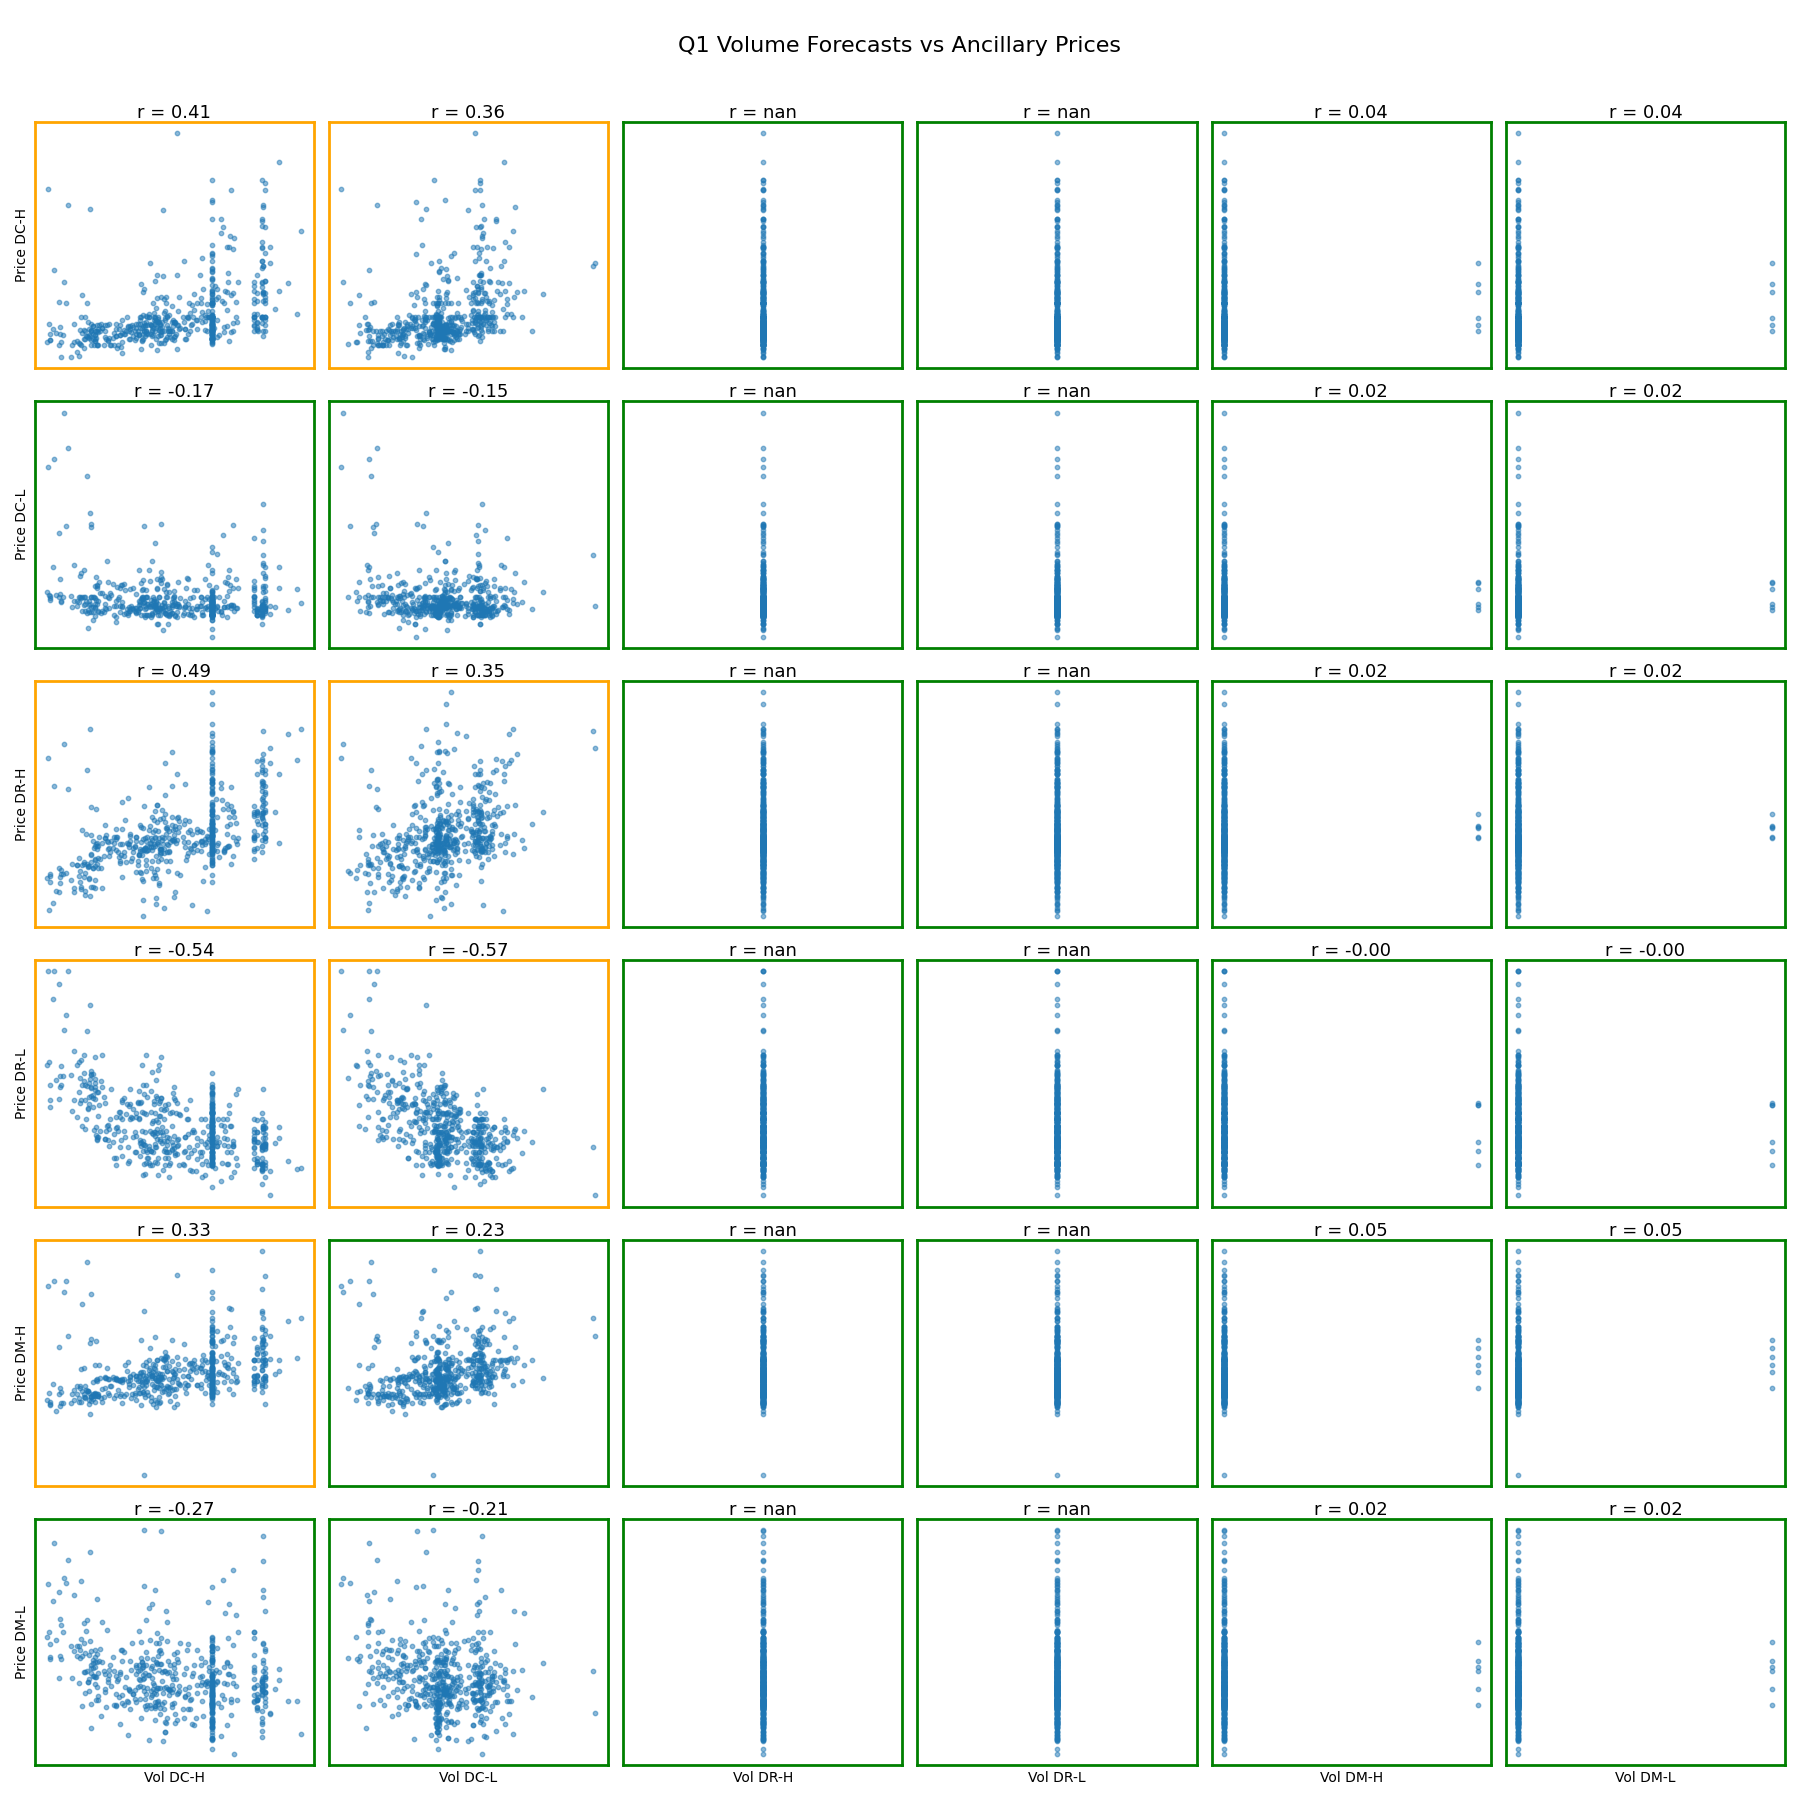 Q1 Volume Forecasts vs Ancillary Prices
r = 0.41
r = 0.36
r = nan
r = nan
r = 0.04
r = 0.04
Price DC-H
r = -0.17
r = -0.15
r = nan
r = nan
r = 0.02
r = 0.02
Price DC-L
r = 0.49
r = 0.35
r = nan
r = nan
r = 0.02
r = 0.02
Price DR-H
r = -0.54
r = -0.57
r = nan
r = nan
r = -0.00
r = -0.00
Price DR-L
r = 0.33
r = 0.23
r = nan
r = nan
r = 0.05
r = 0.05
Price DM-H
r = -0.27
r = -0.21
r = nan
r = nan
r = 0.02
r = 0.02
Price DM-L
Vol DC-H
Vol DC-L
Vol DR-H
Vol DR-L
Vol DM-H
Vol DM-L